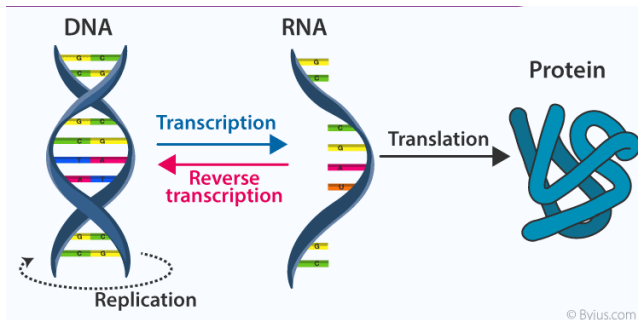 DNA
RNA
Protein
G C
C G
G C
C G
T A
A T
G C
C G
Transcription
Reverse
transcription
G
C
C
G
A
U
G
C
Translation
Replication
© Byjus.com